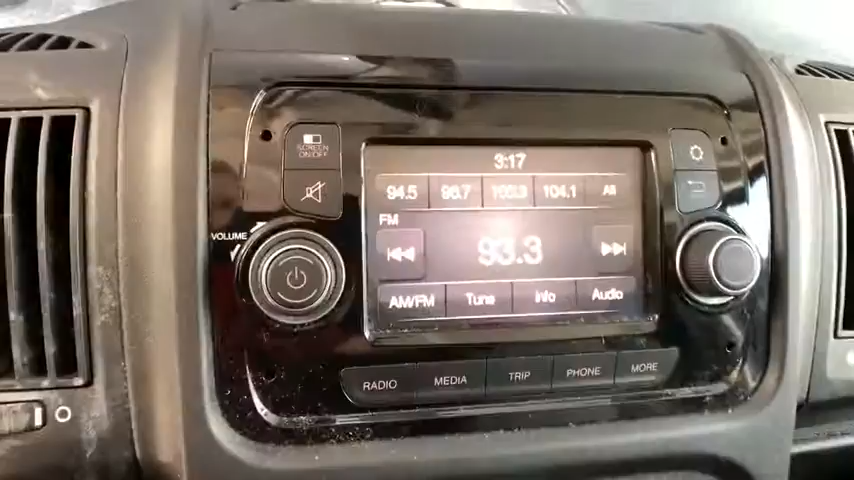 SCREEN
ON/OFF
3:17
94.5 96.7 100.3 104.1 All
FM
VOLUME
93.3
AM/FM Tune Info Audio
RADIO MEDIA TRIP PHONE MORE